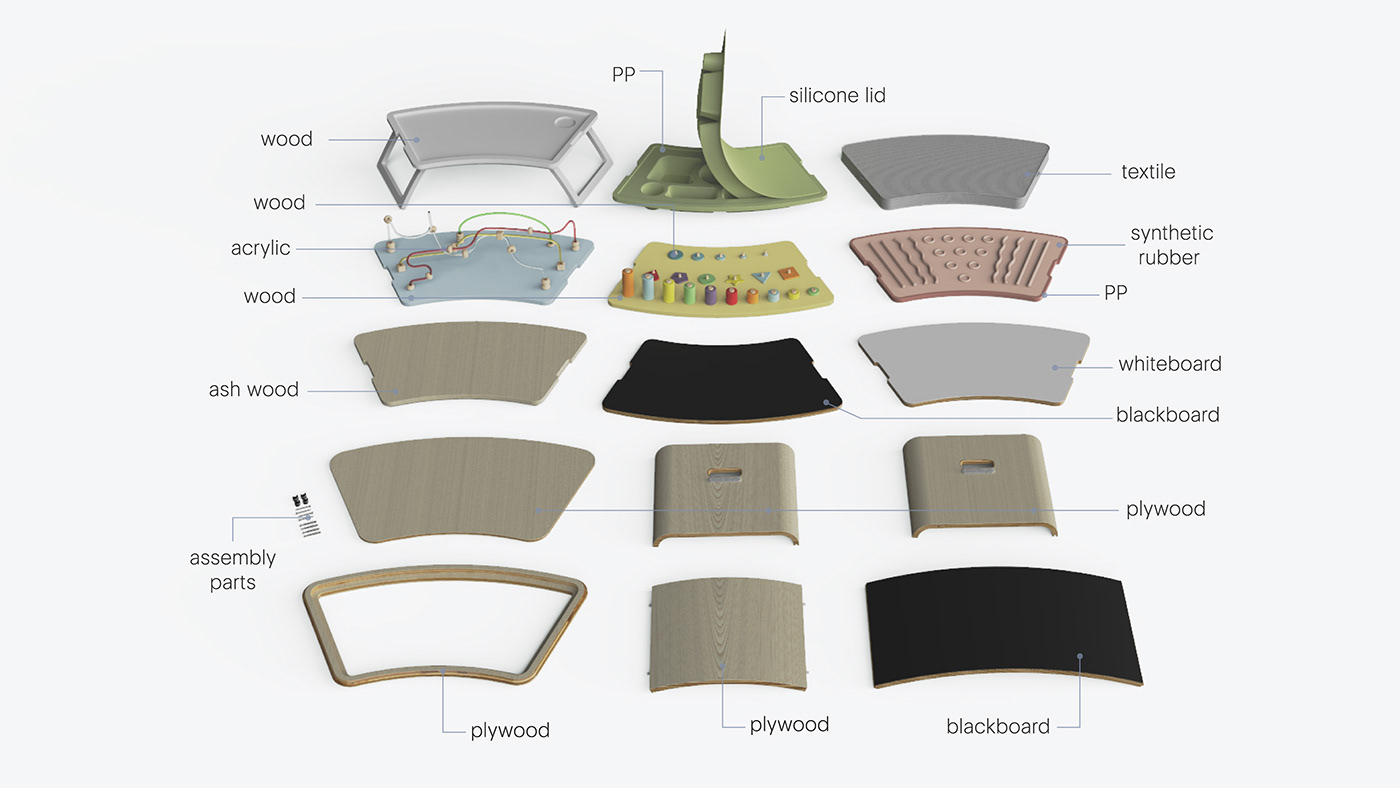 PP
silicone lid
wood
textile
wood
acrylic
synthetic
rubber
wood
PP
ash wood
whiteboard
blackboard
plywood
assembly
parts
plywood
plywood
blackboard